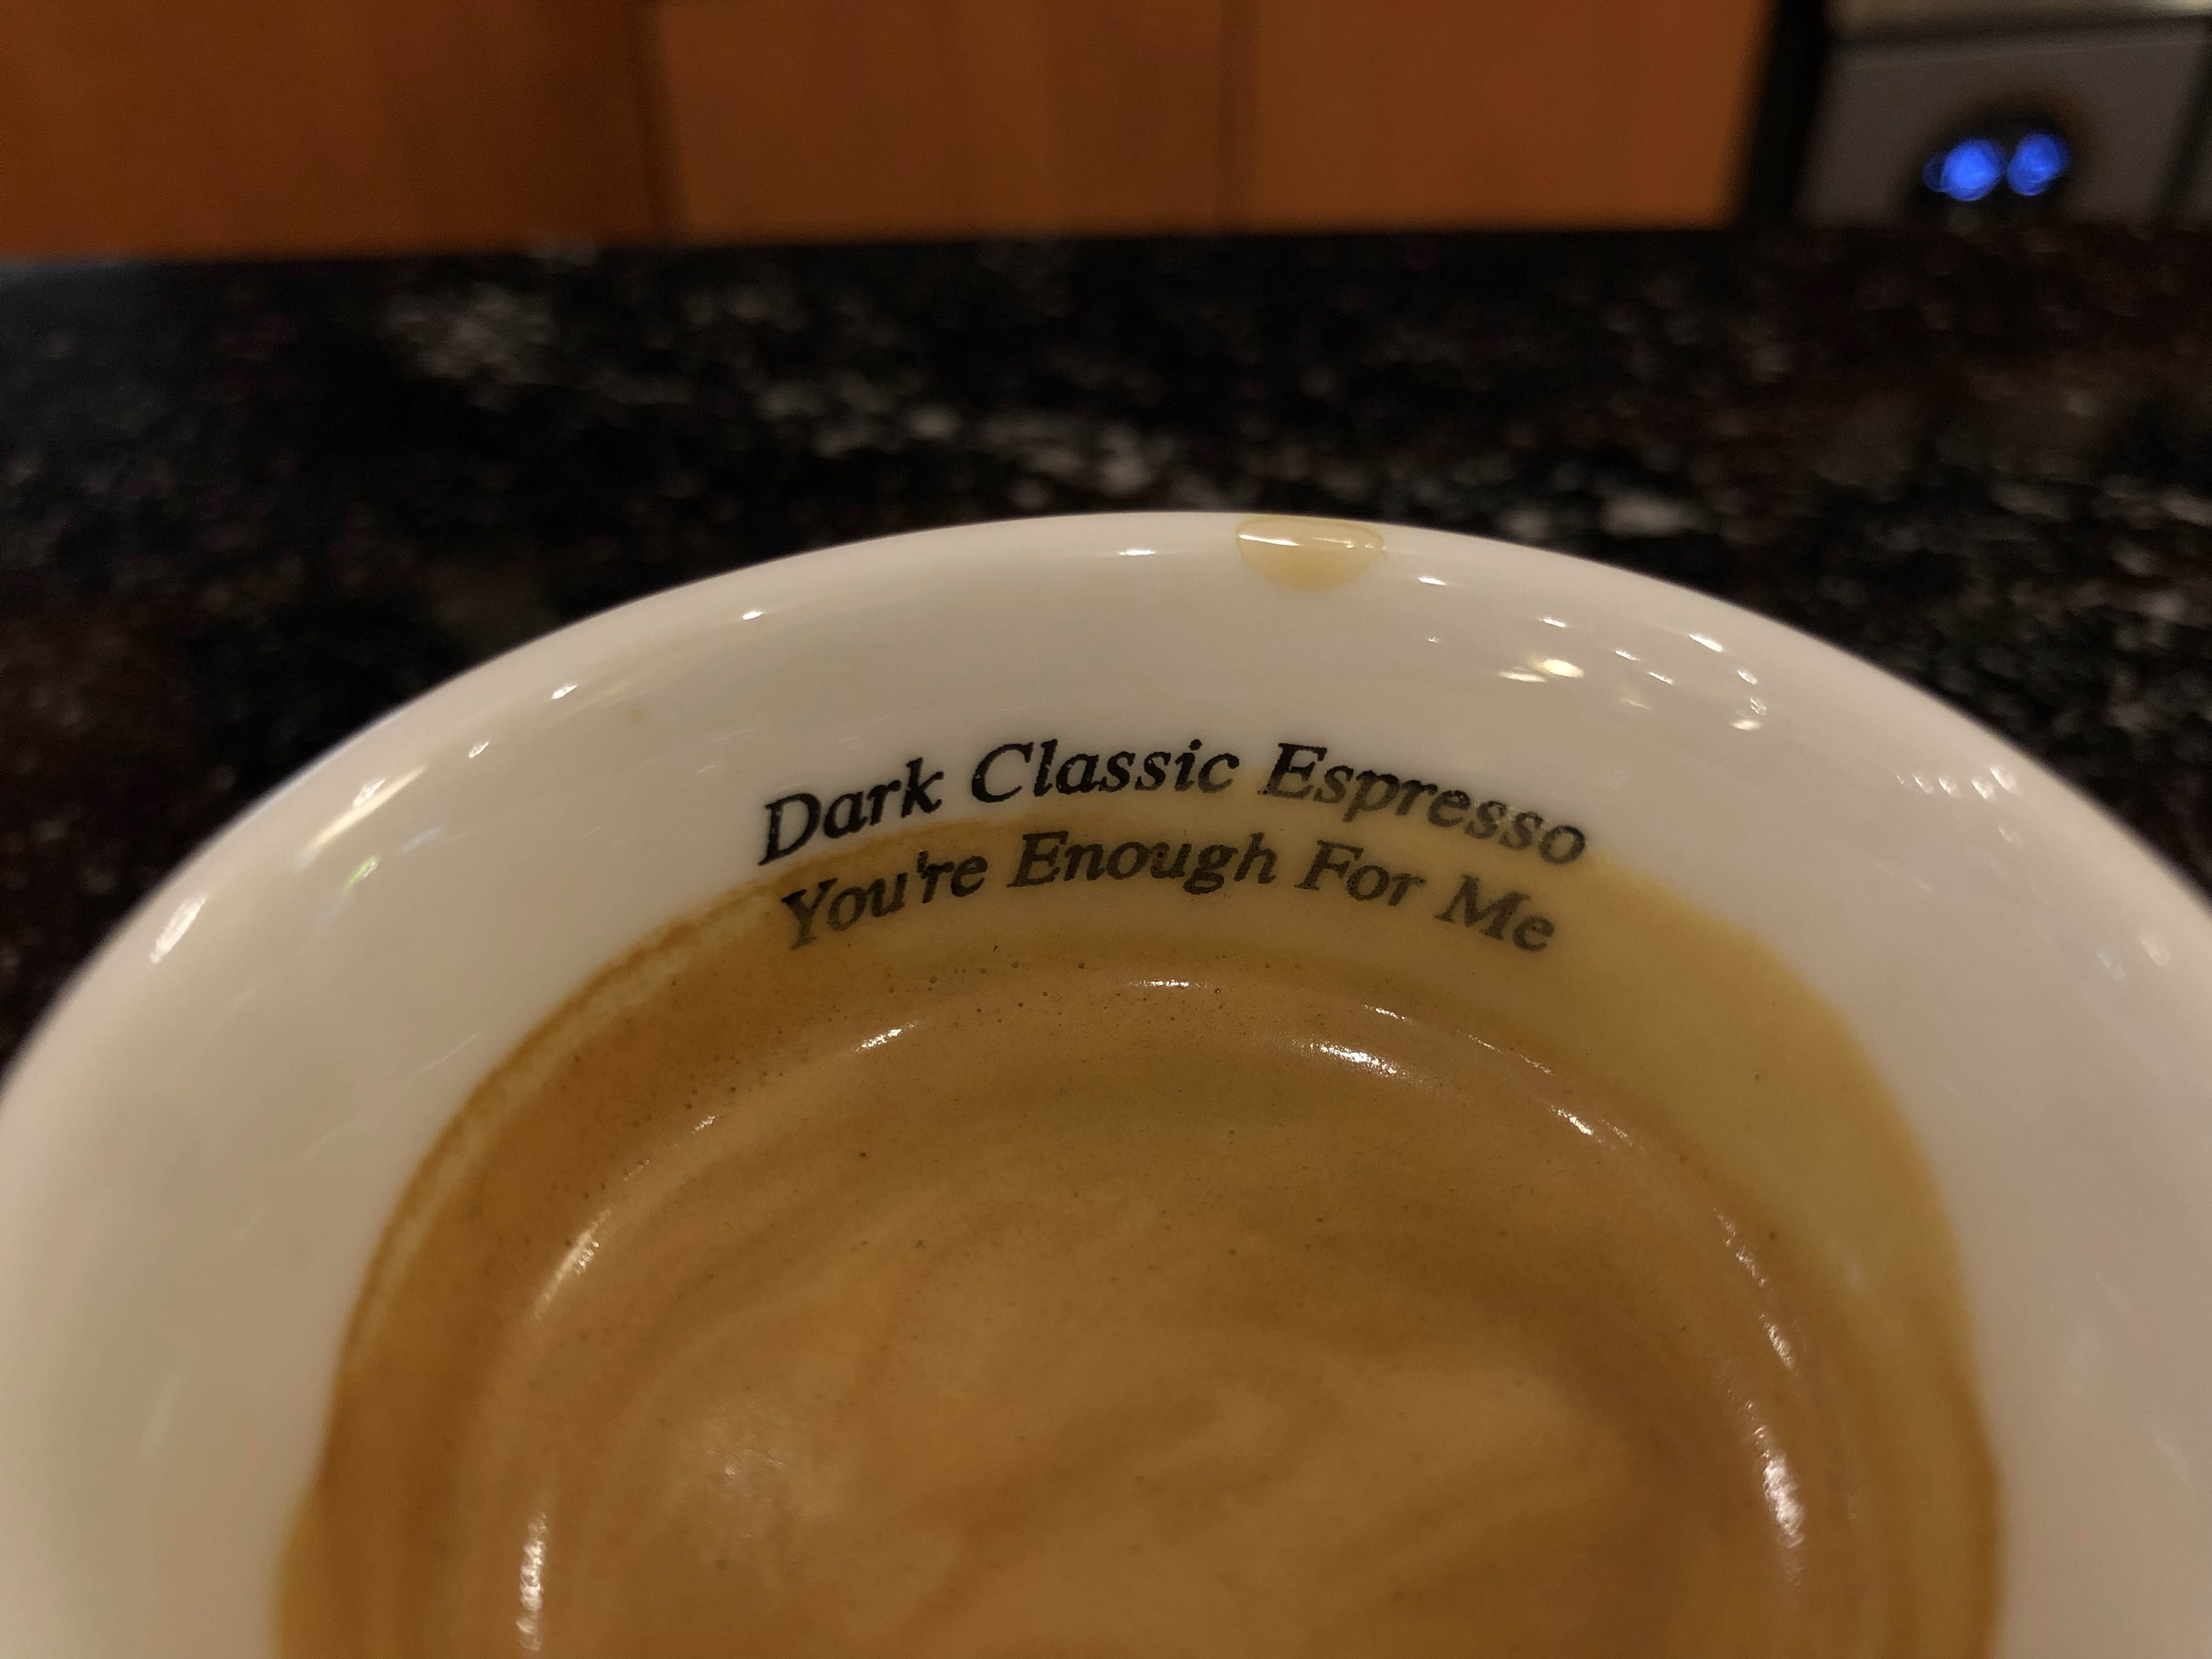 Dark Classic Espresso
You're Enough For Me